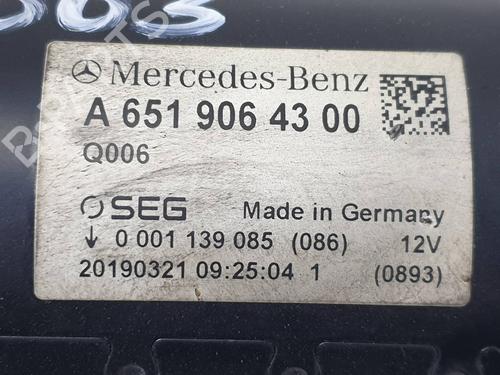 Mercedes-Benz
A 651 906 43 00
Q006
SEG Made in Germany
0 001 139 085 (086) 12V
20190321 09:25:04 1 (0893)